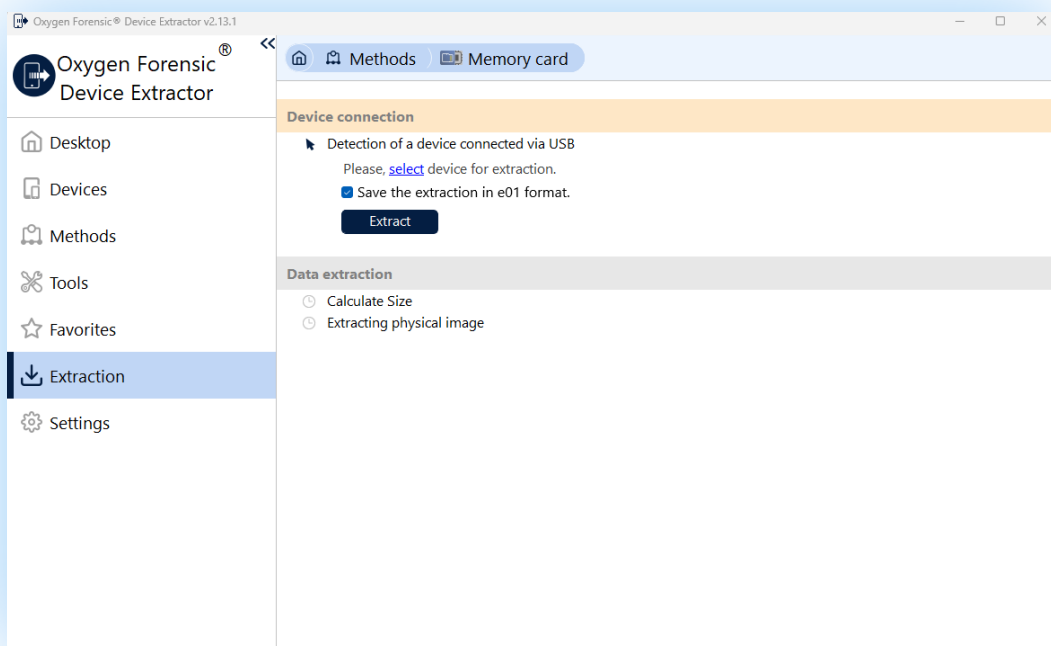 Oxygen Forensic® Device Extractor v2.13.1
Oxygen Forensic ®
Device Extractor
Desktop
Devices
Methods
Tools
Favorites
Extraction
Settings
Methods
Memory card
Device connection
Detection of a device connected via USB
Please, select device for extraction.
Save the extraction in e01 format.
Extract
Data extraction
Calculate Size
Extracting physical image